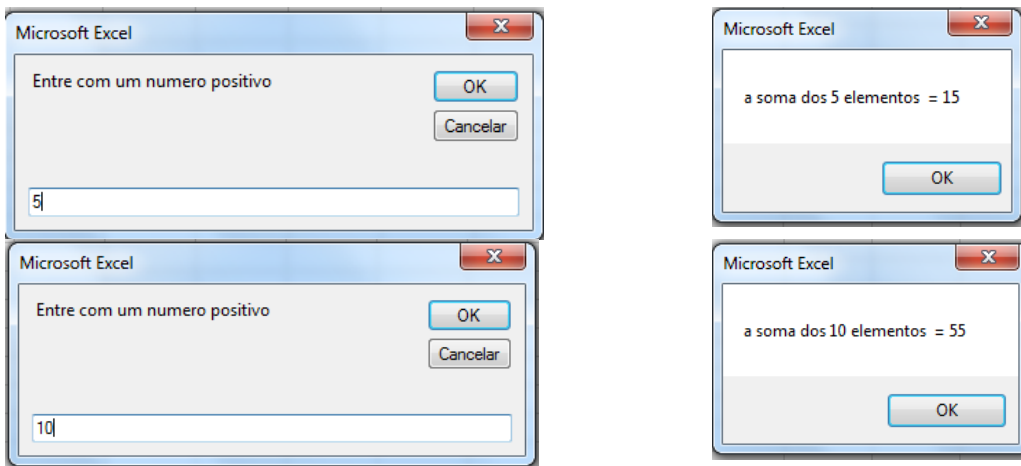 Microsoft Excel
Entre com um numero positivo
OK
Cancelar
5
Microsoft Excel
a soma dos 5 elementos  = 15
OK
Microsoft Excel
Entre com um numero positivo
OK
Cancelar
10
Microsoft Excel
a soma dos 10 elementos  = 55
OK